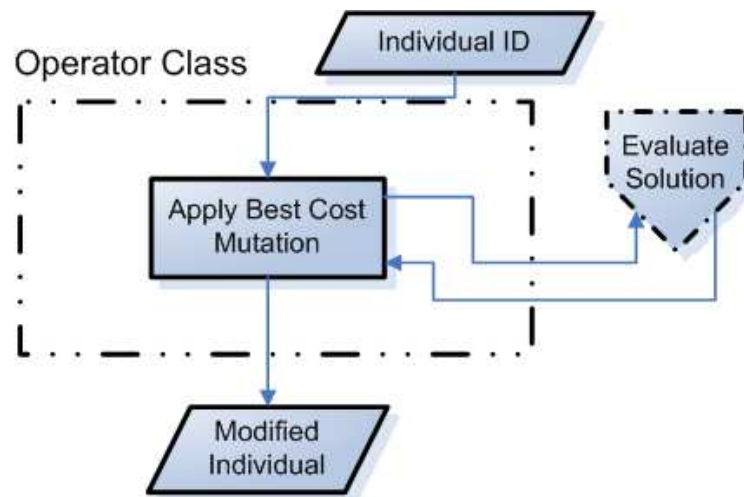 Individual ID
Operator Class
Evaluate
Solution
Apply Best Cost
Mutation
Modified
Individual